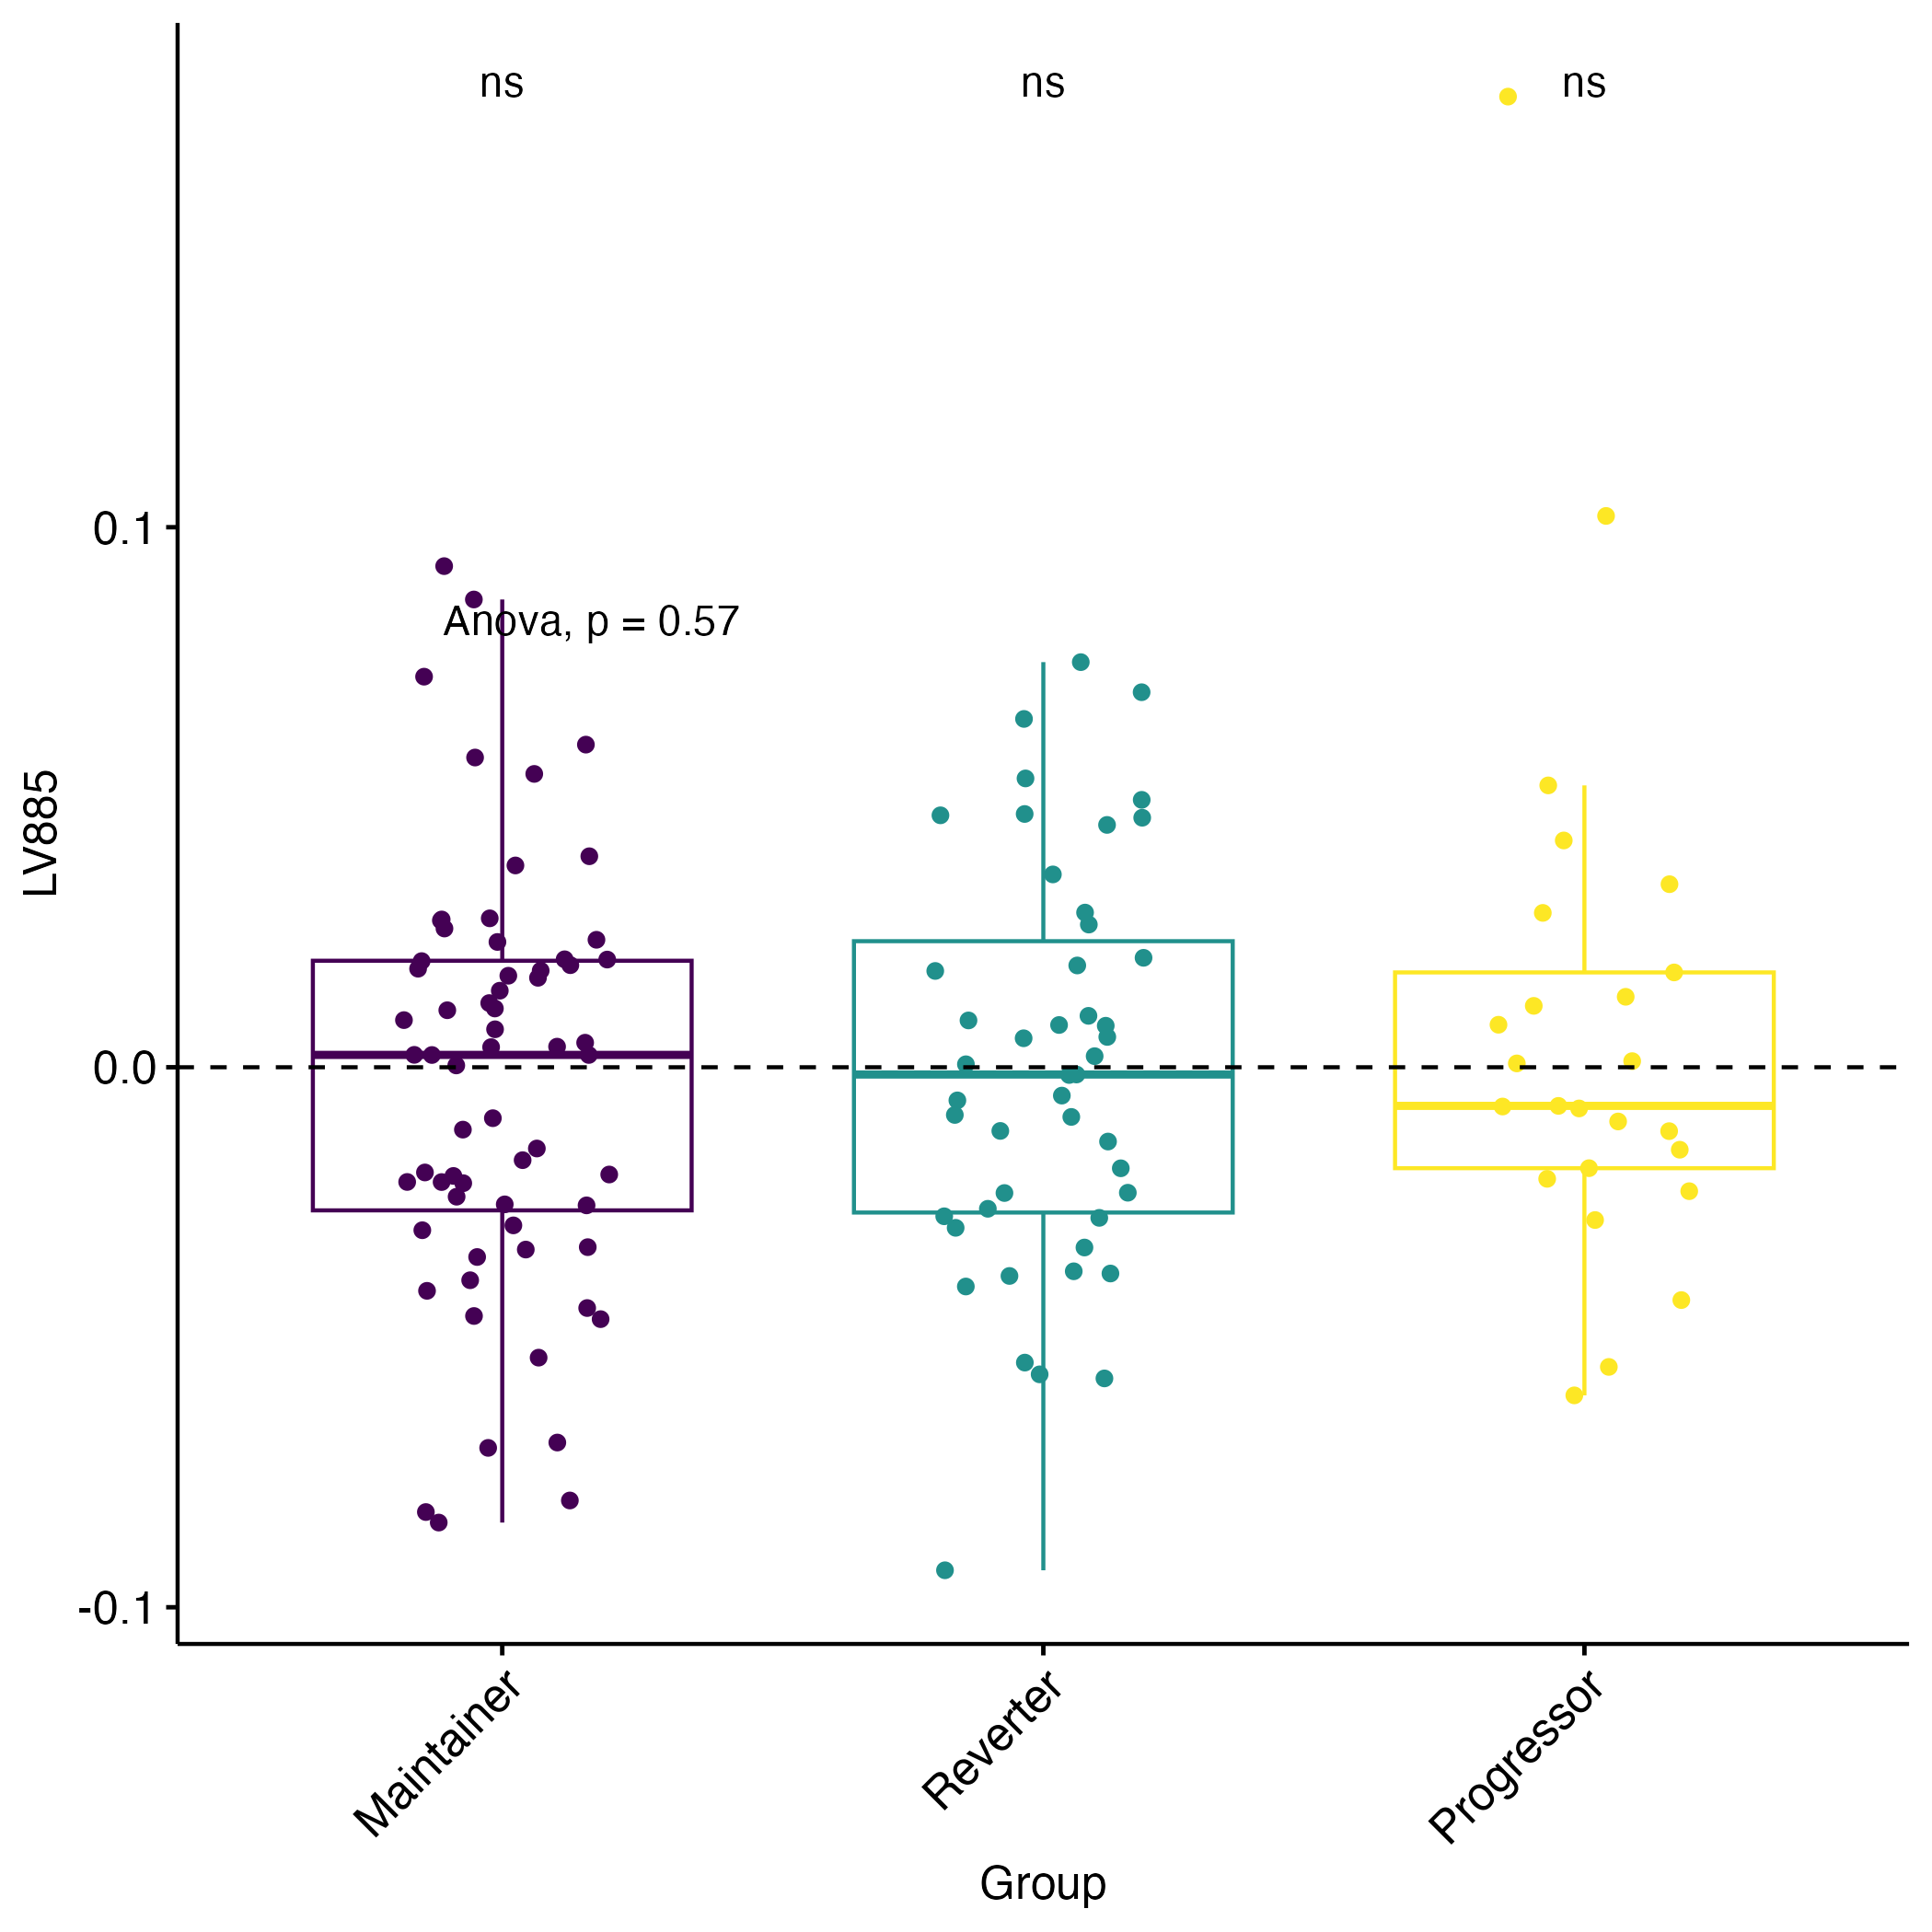 ns ns ns
0.1
Anova, p = 0.57
LV885
0.0
-0.1
Maintainer Reverter Progressor
Group